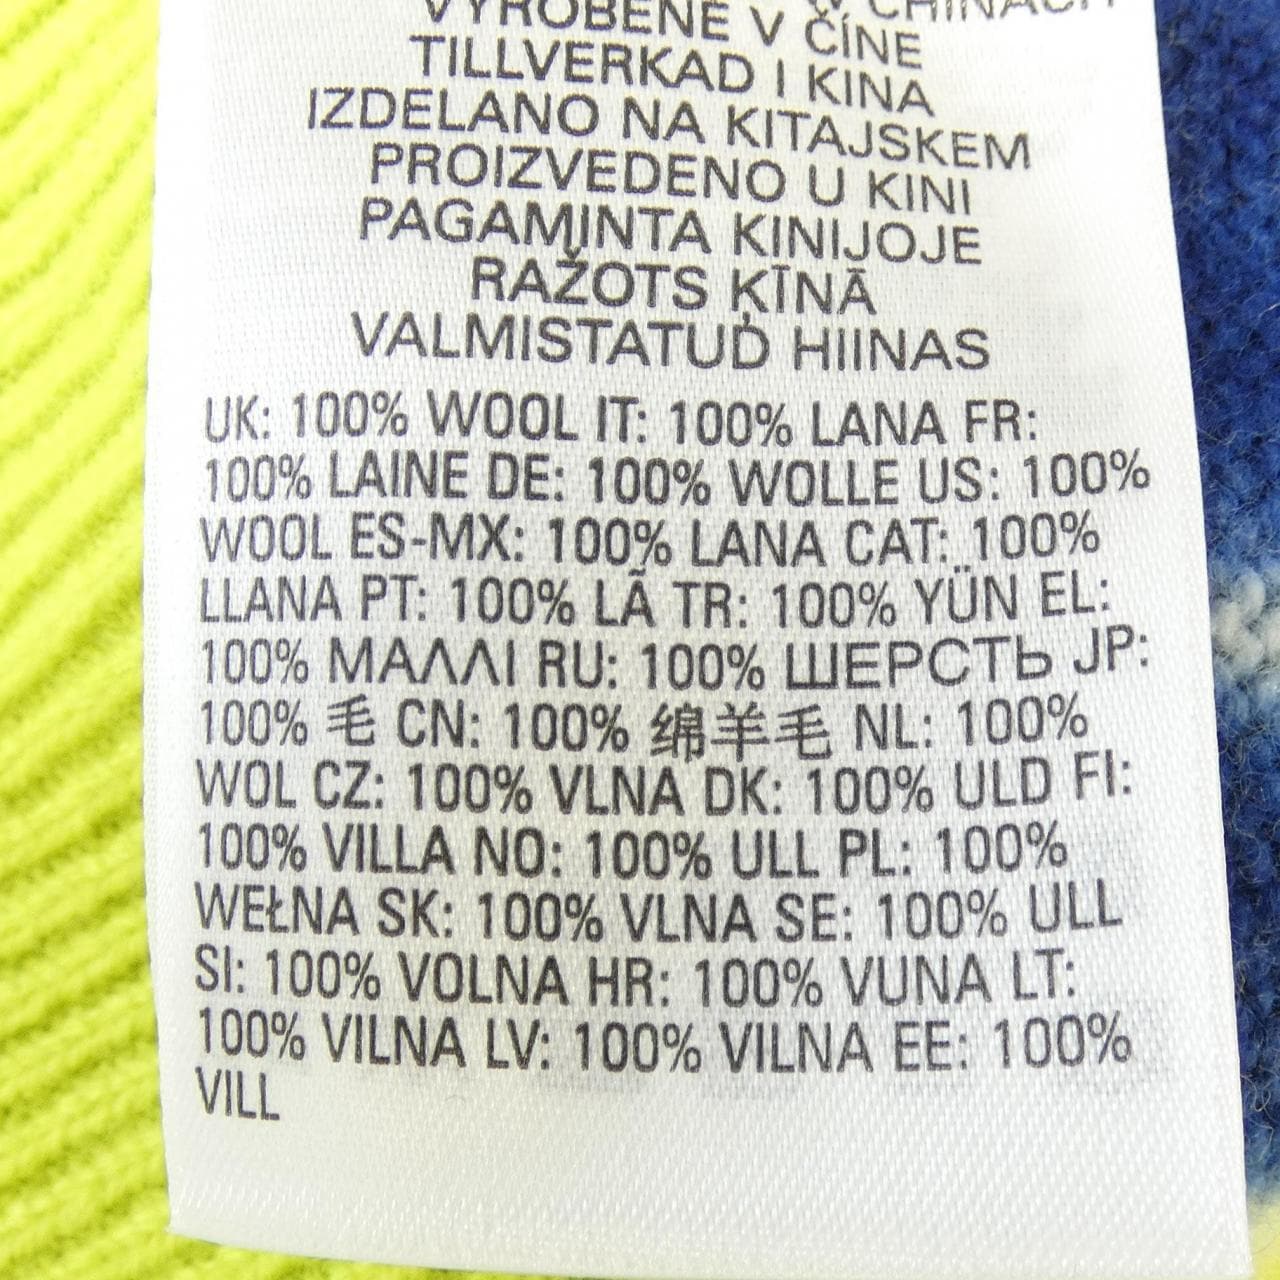 W CHINACH
VYROBENÉ V ČÍNE
TILLVERKAD I KINA
IZDELANO NA KITAJSKEM
PROIZVEDENO U KINI
PAGAMINTA KINIJOJE
RAŽOTS ĶĪNĀ
VALMISTATUD HIINAS
UK: 100% WOOL IT: 100% LANA FR:
100% LAINE DE: 100% WOLLE US: 100%
WOOL ES-MX: 100% LANA CAT: 100%
LLANA PT: 100% LÃ TR: 100% YÜN EL:
100% ΜΑΛΛΙ RU: 100% ШЕРСТЬ JP:
100% 毛 CN: 100% 绵羊毛 NL: 100%
WOL CZ: 100% VLNA DK: 100% ULD FI:
100% VILLA NO: 100% ULL PL: 100%
WEŁNA SK: 100% VLNA SE: 100% ULL
SI: 100% VOLNA HR: 100% VUNA LT:
100% VILNA LV: 100% VILNA EE: 100%
VILL